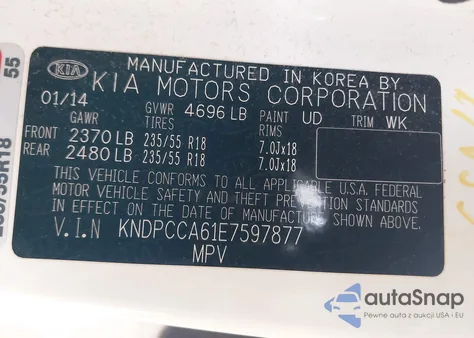 MANUFACTURED IN KOREA BY
KIA KIA MOTORS CORPORATION
01/14 GVWR 4696 LB PAINT UD TRIM WK
GAWR TIRES RIMS
FRONT 2370 LB 235/55 R18 7.0Jx18
REAR 2480 LB 235/55 R18 7.0Jx18
THIS VEHICLE CONFORMS TO ALL APPLICABLE U.S.A. FEDERAL
MOTOR VEHICLE SAFETY AND THEFT PREVENTION STANDARDS
IN EFFECT ON THE DATE OF MANUFACTURE SHOWN ABOVE.
V.I.N KNDPCCA61E7597877
MPV
55
autoSnap
Pewne auta z aukcji USA i EU